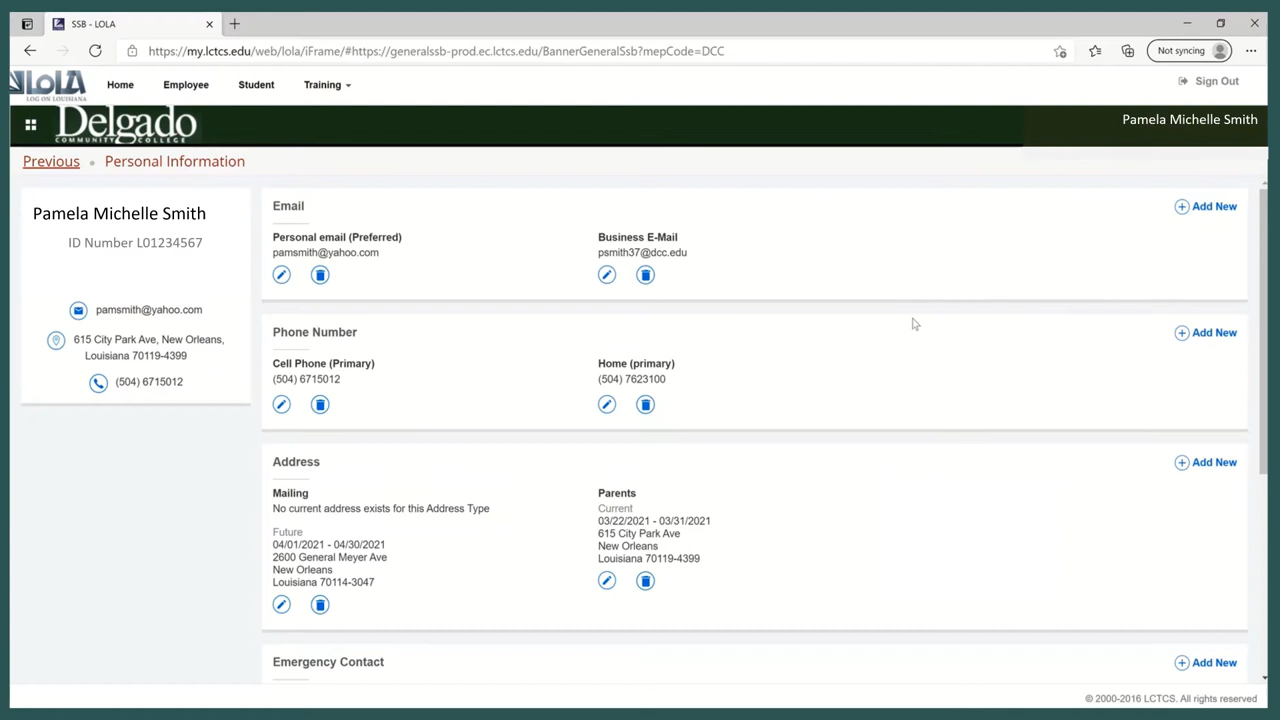 SSB - LOLA
https://my.lctcs.edu/web/lola/iFrame/#https://generalssb-prod.ec.lctcs.edu/BannerGeneralSsb?mepCode=DCC
Not syncing
LOLA
LOG ON LOUISIANA
Home Employee Student Training
Sign Out
Delgado
COMMUNITY COLLEGE
Pamela Michelle Smith
Previous • Personal Information
Pamela Michelle Smith
ID Number L01234567
pamsmith@yahoo.com
615 City Park Ave, New Orleans,
Louisiana 70119-4399
(504) 6715012
Email
Add New
Personal email (Preferred)
pamsmith@yahoo.com
Business E-Mail
psmith37@dcc.edu
Phone Number
Add New
Cell Phone (Primary)
(504) 6715012
Home (primary)
(504) 7623100
Address
Add New
Mailing
No current address exists for this Address Type
Future
04/01/2021 - 04/30/2021
2600 General Meyer Ave
New Orleans
Louisiana 70114-3047
Parents
Current
03/22/2021 - 03/31/2021
615 City Park Ave
New Orleans
Louisiana 70119-4399
Emergency Contact
Add New
© 2000-2016 LCTCS. All rights reserved